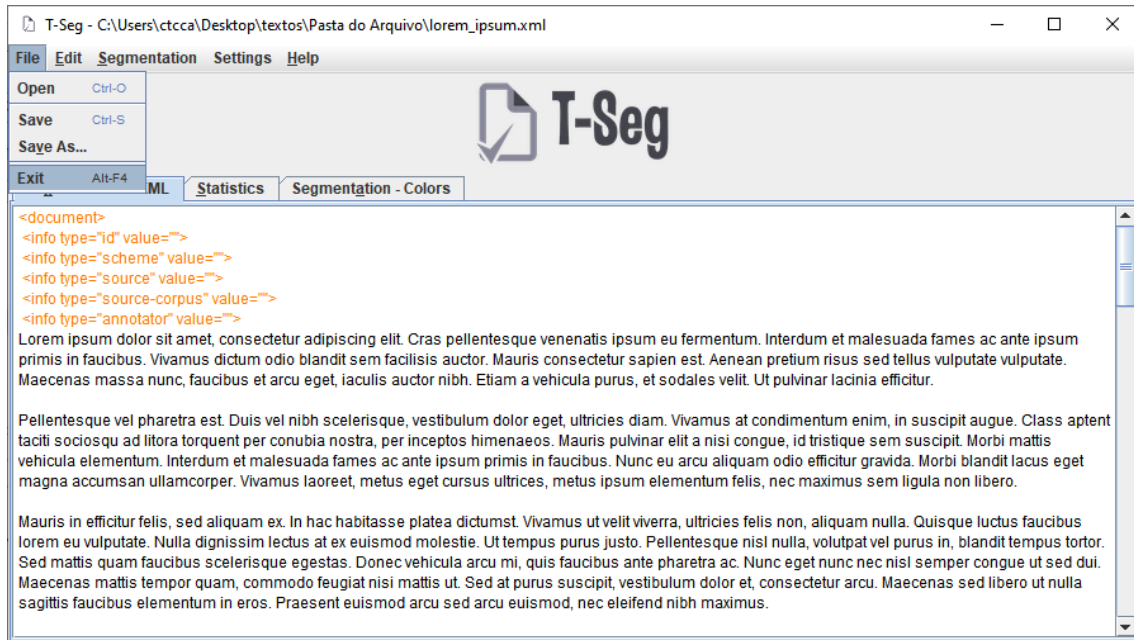 T-Seg - C:\Users\ctcca\Desktop\textos\Pasta do Arquivo\lorem_ipsum.xml
File Edit Segmentation Settings Help
Open Ctrl-O
Save Ctrl-S
Save As...
Exit Alt-F4
T-Seg
ML Statistics Segmentation - Colors
<document>
<info type="id" value="">
<info type="scheme" value="">
<info type="source" value="">
<info type="source-corpus" value="">
<info type="annotator" value="">
Lorem ipsum dolor sit amet, consectetur adipiscing elit. Cras pellentesque venenatis ipsum eu fermentum. Interdum et malesuada fames ac ante ipsum
primis in faucibus. Vivamus dictum odio blandit sem facilisis auctor. Mauris consectetur sapien est. Aenean pretium risus sed tellus vulputate vulputate.
Maecenas massa nunc, faucibus et arcu eget, iaculis auctor nibh. Etiam a vehicula purus, et sodales velit. Ut pulvinar lacinia efficitur.
Pellentesque vel pharetra est. Duis vel nibh scelerisque, vestibulum dolor eget, ultricies diam. Vivamus at condimentum enim, in suscipit augue. Class aptent
taciti sociosqu ad litora torquent per conubia nostra, per inceptos himenaeos. Mauris pulvinar elit a nisi congue, id tristique sem suscipit. Morbi mattis
vehicula elementum. Interdum et malesuada fames ac ante ipsum primis in faucibus. Nunc eu arcu aliquam odio efficitur gravida. Morbi blandit lacus eget
magna accumsan ullamcorper. Vivamus laoreet, metus eget cursus ultrices, metus ipsum elementum felis, nec maximus sem ligula non libero.
Mauris in efficitur felis, sed aliquam ex. In hac habitasse platea dictumst. Vivamus ut velit viverra, ultricies felis non, aliquam nulla. Quisque luctus faucibus
lorem eu vulputate. Nulla dignissim lectus at ex euismod molestie. Ut tempus purus justo. Pellentesque nisl nulla, volutpat vel purus in, blandit tempus tortor.
Sed mattis quam faucibus scelerisque egestas. Donec vehicula arcu mi, quis faucibus ante pharetra ac. Nunc eget nunc nec nisl semper congue ut sed dui.
Maecenas mattis tempor quam, commodo feugiat nisi mattis ut. Sed at purus suscipit, vestibulum dolor et, consectetur arcu. Maecenas sed libero ut nulla
sagittis faucibus elementum in eros. Praesent euismod arcu sed arcu euismod, nec eleifend nibh maximus.